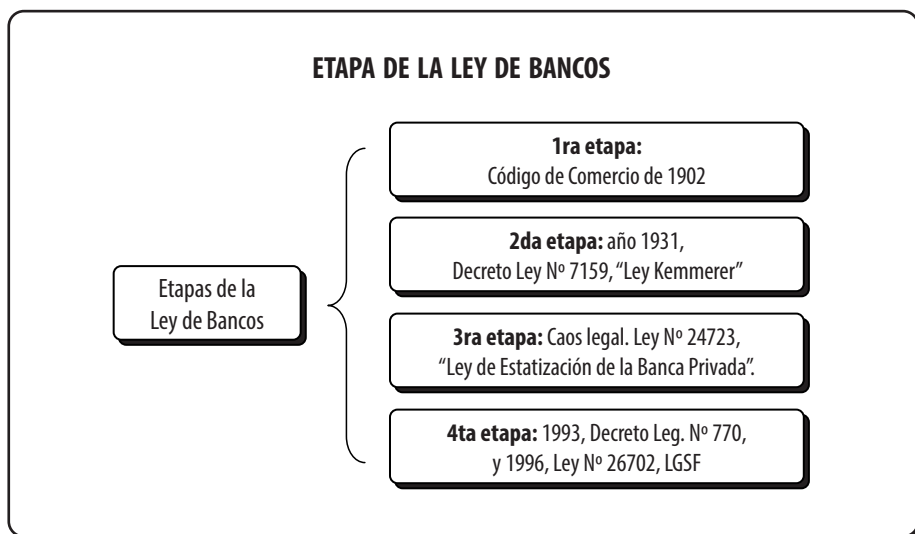 ETAPA DE LA LEY DE BANCOS
Etapas de la
Ley de Bancos
1ra etapa:
Código de Comercio de 1902
2da etapa: año 1931,
Decreto Ley Nº 7159, “Ley Kemmerer”
3ra etapa: Caos legal. Ley Nº 24723,
“Ley de Estatización de la Banca Privada”.
4ta etapa: 1993, Decreto Leg. Nº 770,
y 1996, Ley Nº 26702, LGSF